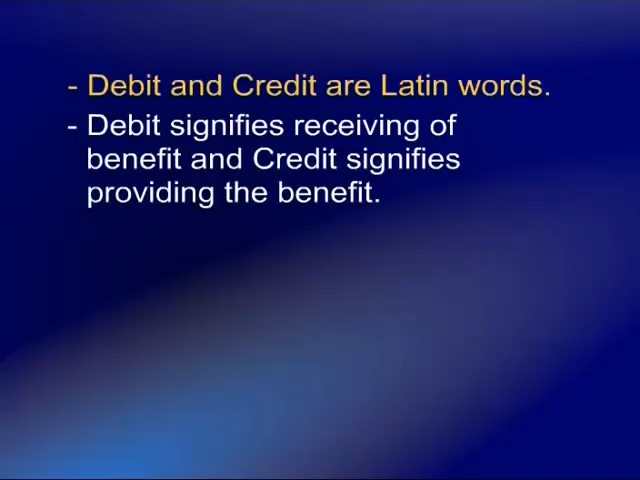 - Debit and Credit are Latin words.
- Debit signifies receiving of
benefit and Credit signifies
providing the benefit.